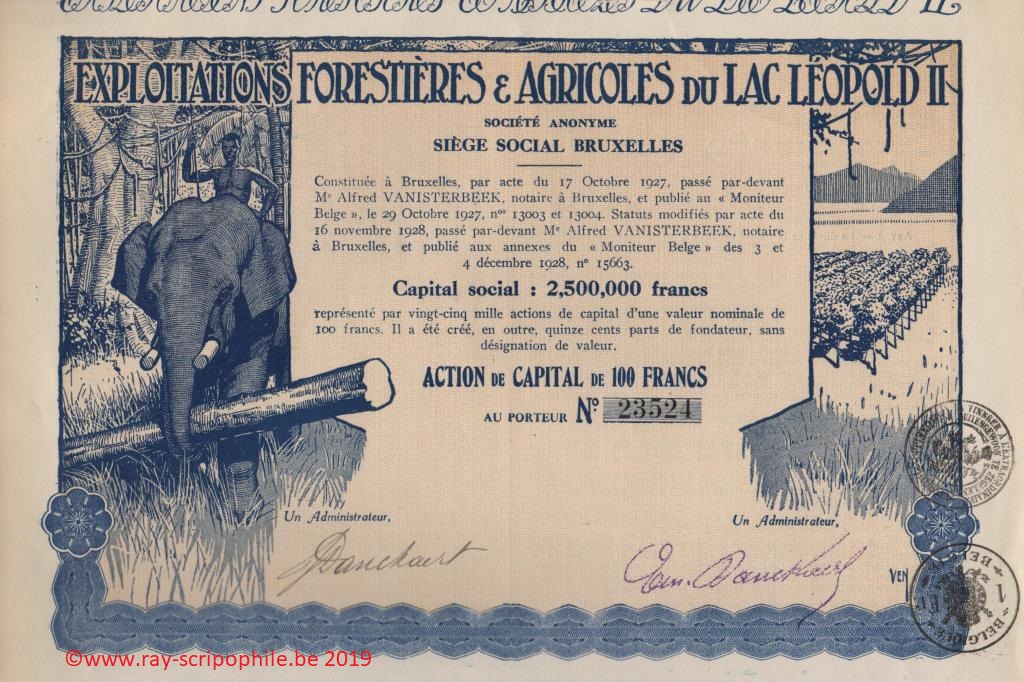 EXPLOITATIONS FORESTIÈRES & AGRICOLES DU LAC LÉOPOLD II
SOCIÉTÉ ANONYME
SIÈGE SOCIAL BRUXELLES
Constituée à Bruxelles, par acte du 17 Octobre 1927, passé par-devant
Me Alfred VANISTERBEEK, notaire à Bruxelles, et publié au « Moniteur
Belge », le 29 Octobre 1927, nos 13003 et 13004. Statuts modifiés par acte du
16 novembre 1928, passé par-devant Me Alfred VANISTERBEEK, notaire
à Bruxelles, et publié aux annexes du « Moniteur Belge » des 3 et
4 décembre 1928, nº 15663.
Capital social : 2,500,000 francs
représenté par vingt-cinq mille actions de capital d'une valeur nominale de
100 francs. Il a été créé, en outre, quinze cents parts de fondateur, sans
désignation de valeur.
ACTION DE CAPITAL DE 100 FRANCS
AU PORTEUR No. 23524
Un Administrateur,
Un Administrateur,
VEN
1
BELGIQUE
©www.ray-scripophile.be 2019